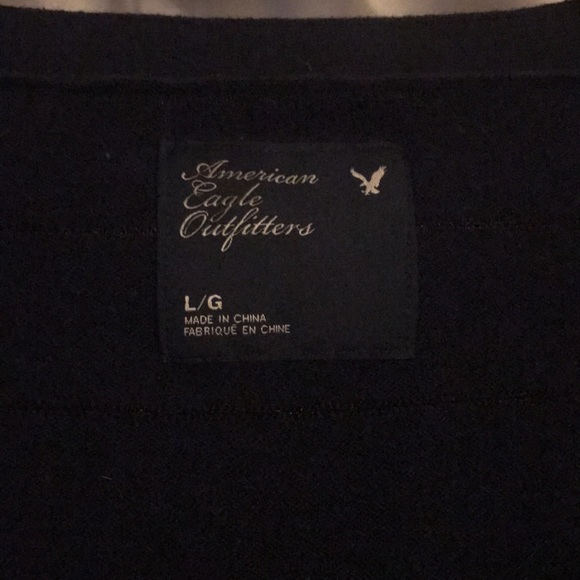 American
Eagle
Outfitters
L/G
MADE IN CHINA
FABRIQUÉ EN CHINE